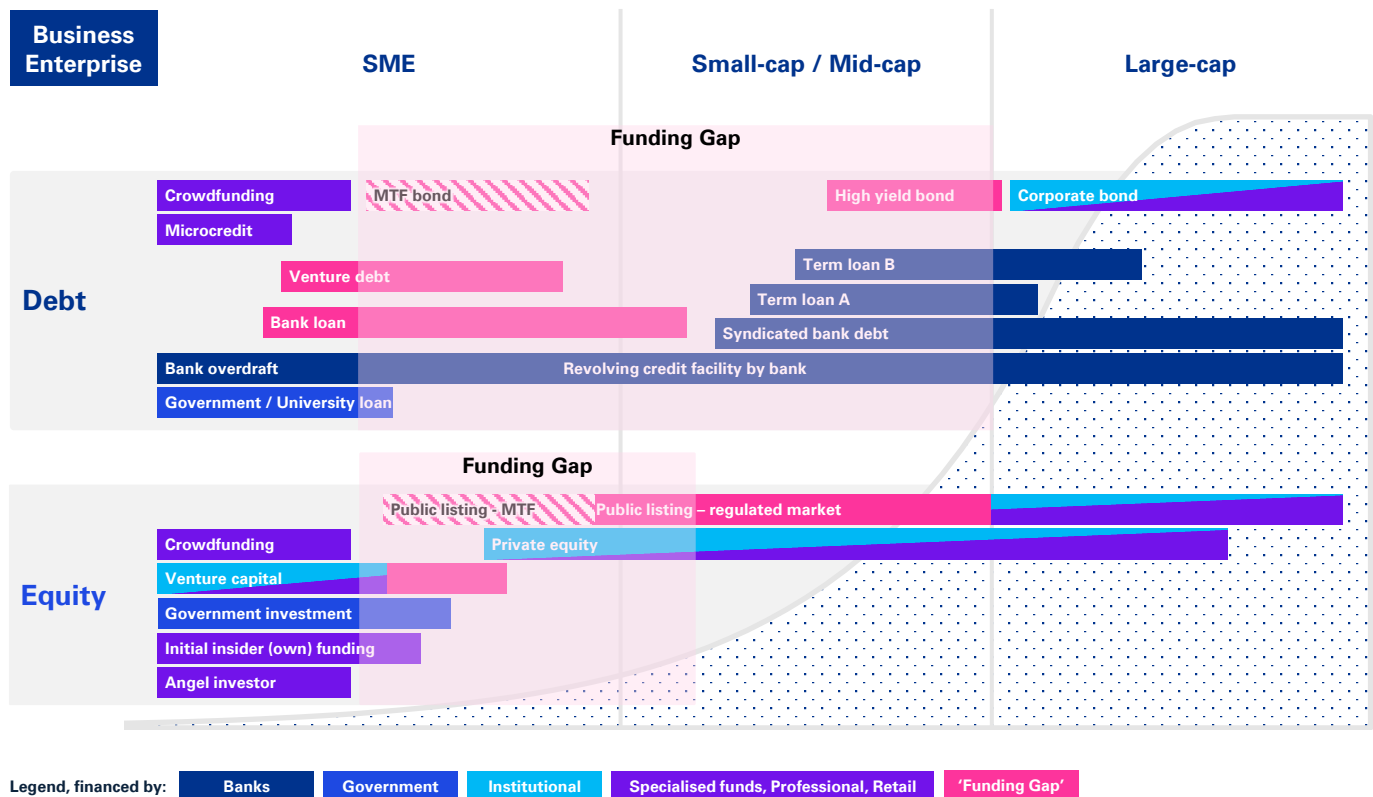 Business
Enterprise
SME
Small-cap / Mid-cap
Large-cap
Funding Gap
Debt
Crowdfunding
MTF bond
High yield bond
Corporate bond
Microcredit
Term loan B
Venture debt
Term loan A
Bank loan
Syndicated bank debt
Bank overdraft
Revolving credit facility by bank
Government / University loan
Funding Gap
Equity
Public listing - MTF
Public listing – regulated market
Crowdfunding
Private equity
Venture capital
Government investment
Initial insider (own) funding
Angel investor
Legend, financed by:
Banks
Government
Institutional
Specialised funds, Professional, Retail
‘Funding Gap’